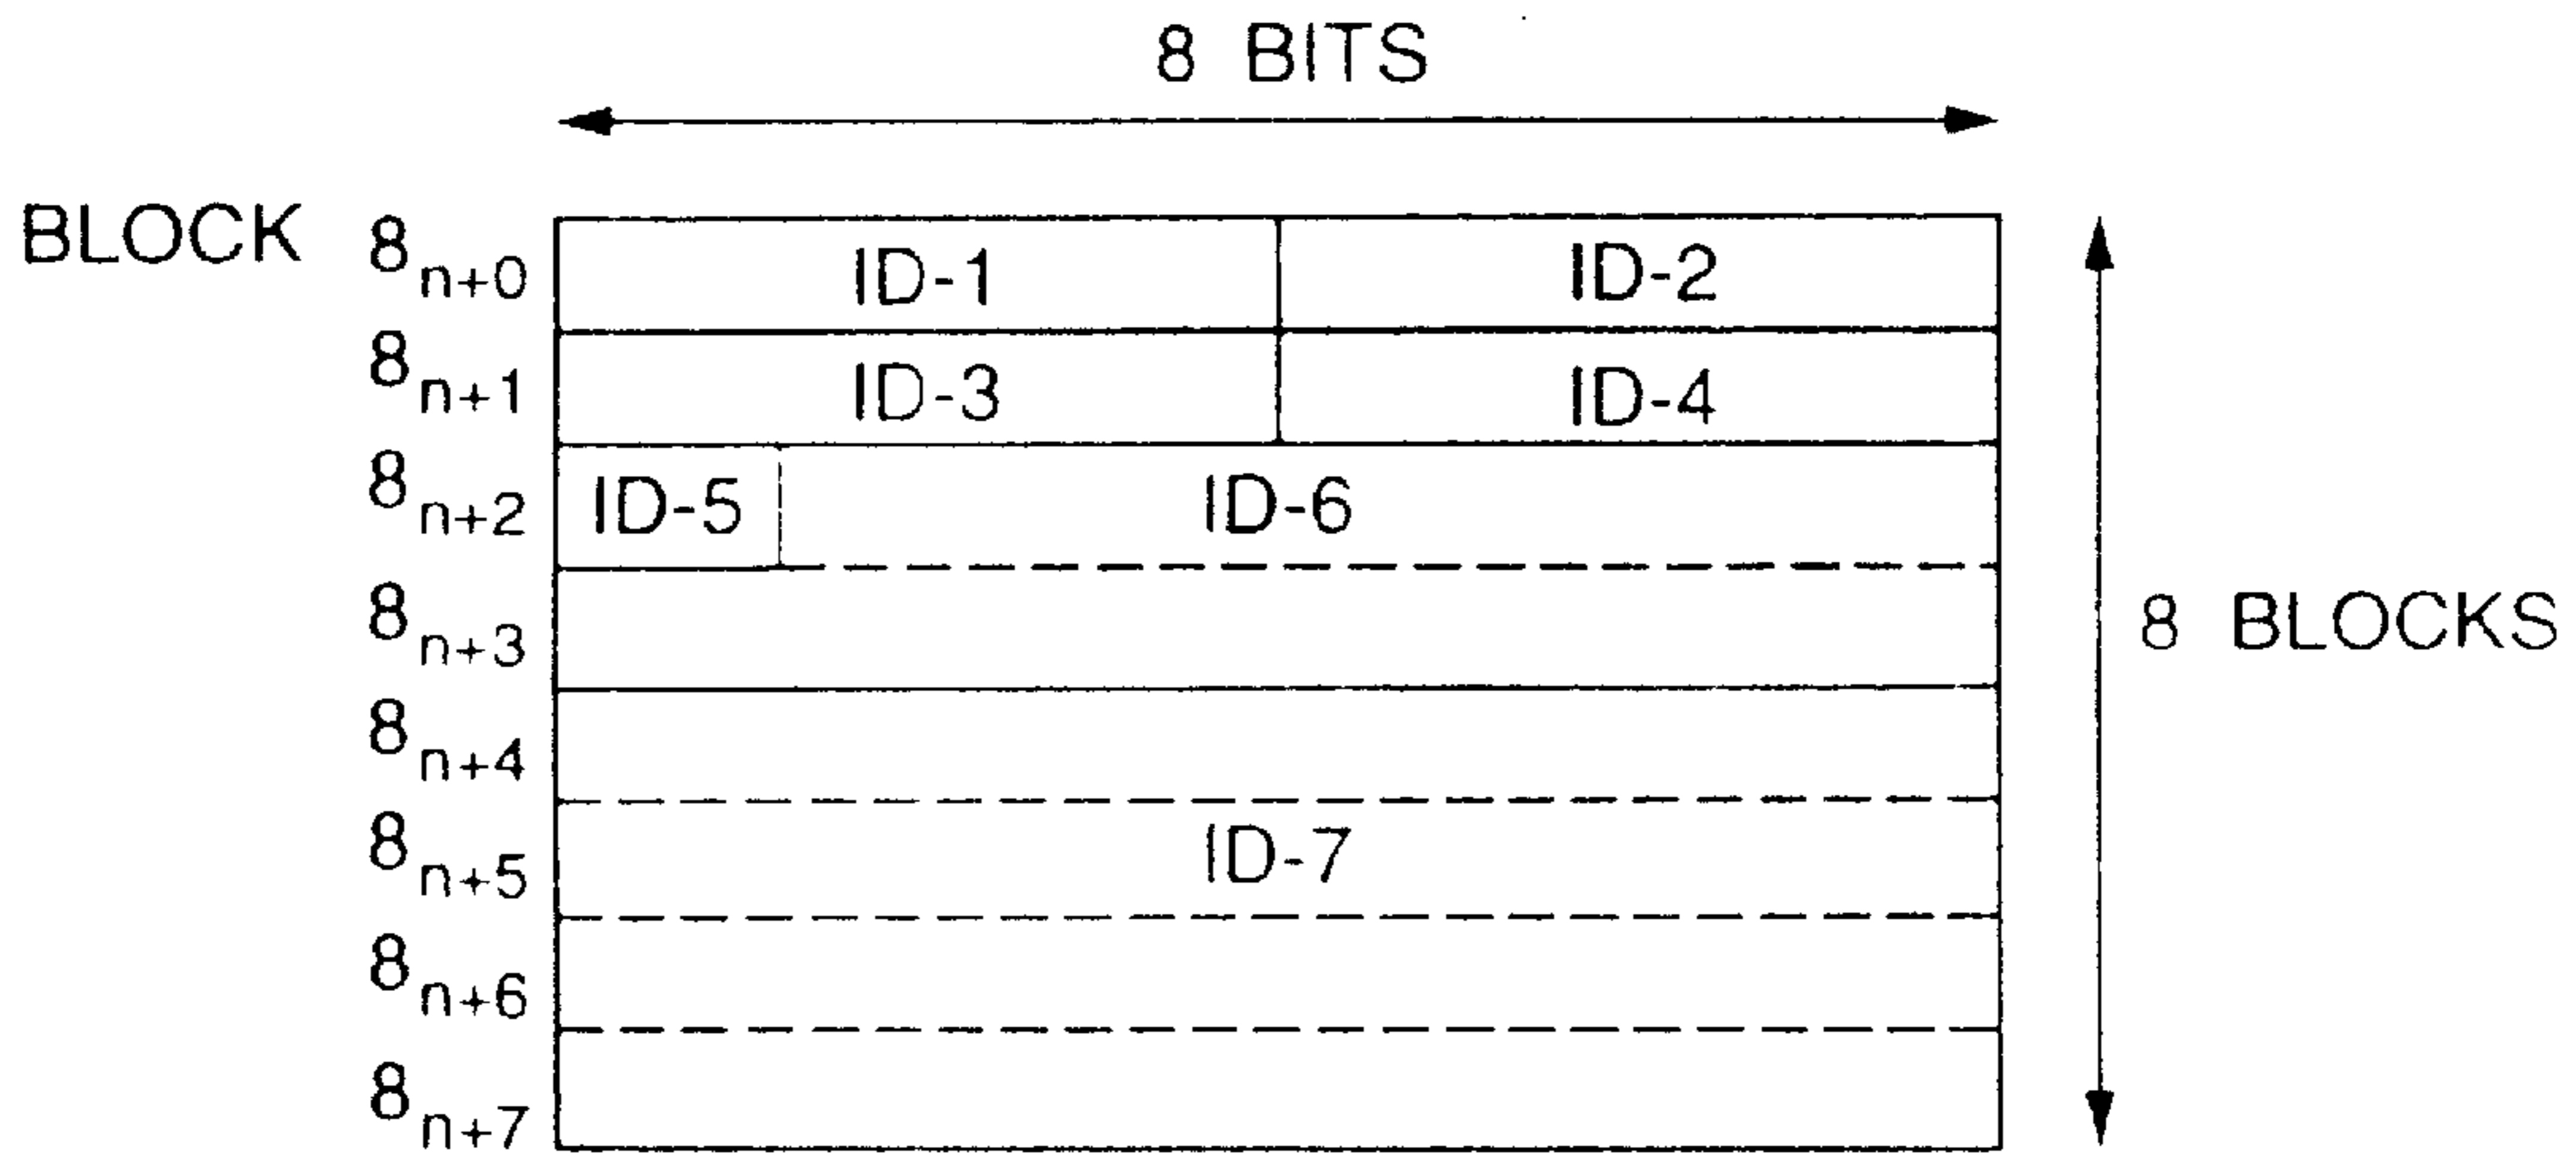 8 BITS
BLOCK 8n+0 ID-1 ID-2
8n+1 ID-3 ID-4
8n+2 ID-5 ID-6
8n+3
8 BLOCKS
8n+4
8n+5 ID-7
8n+6
8n+7